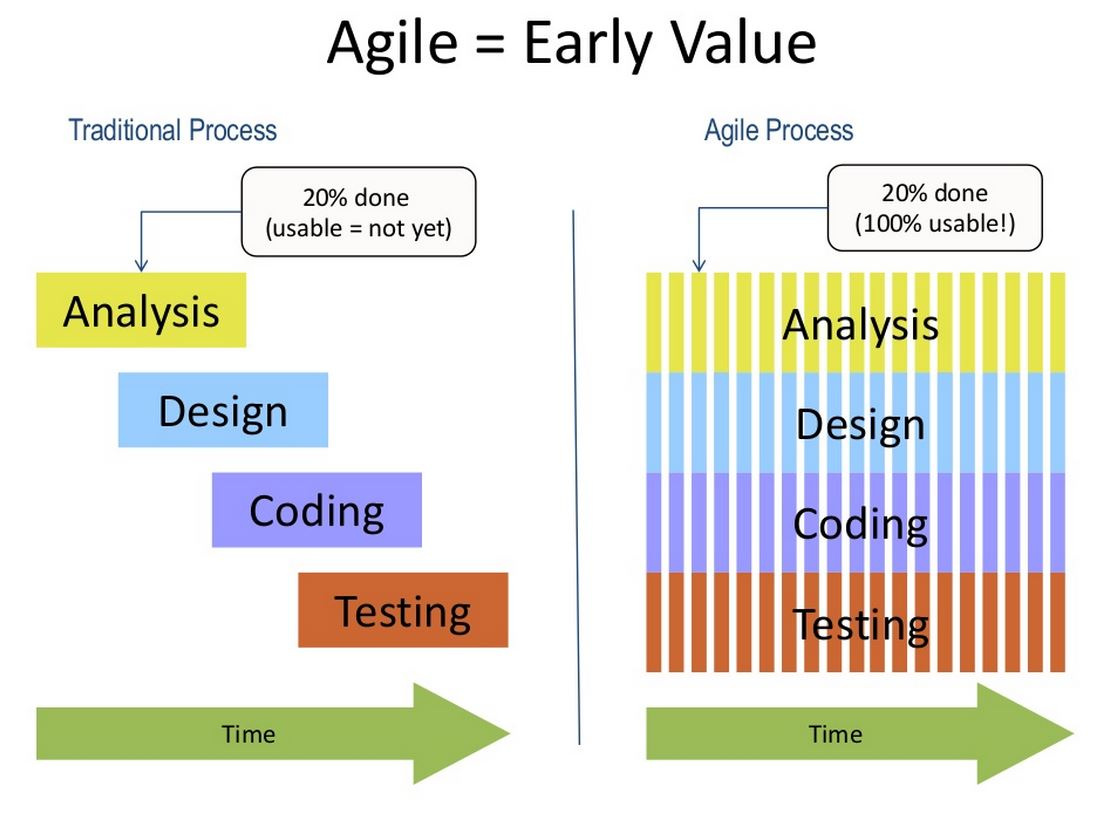 Agile = Early Value
Traditional Process
20% done
(usable = not yet)
Analysis
Design
Coding
Testing
Time
Agile Process
20% done
(100% usable!)
Analysis
Design
Coding
Testing
Time